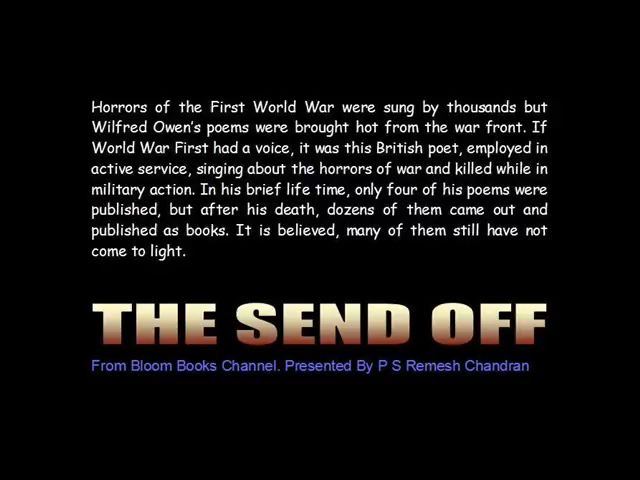 Horrors of the First World War were sung by thousands but
Wilfred Owen's poems were brought hot from the war front. If
World War First had a voice, it was this British poet, employed in
active service, singing about the horrors of war and killed while in
military action. In his brief life time, only four of his poems were
published, but after his death, dozens of them came out and
published as books. It is believed, many of them still have not
come to light.
THE SEND OFF
From Bloom Books Channel. Presented By P S Remesh Chandran